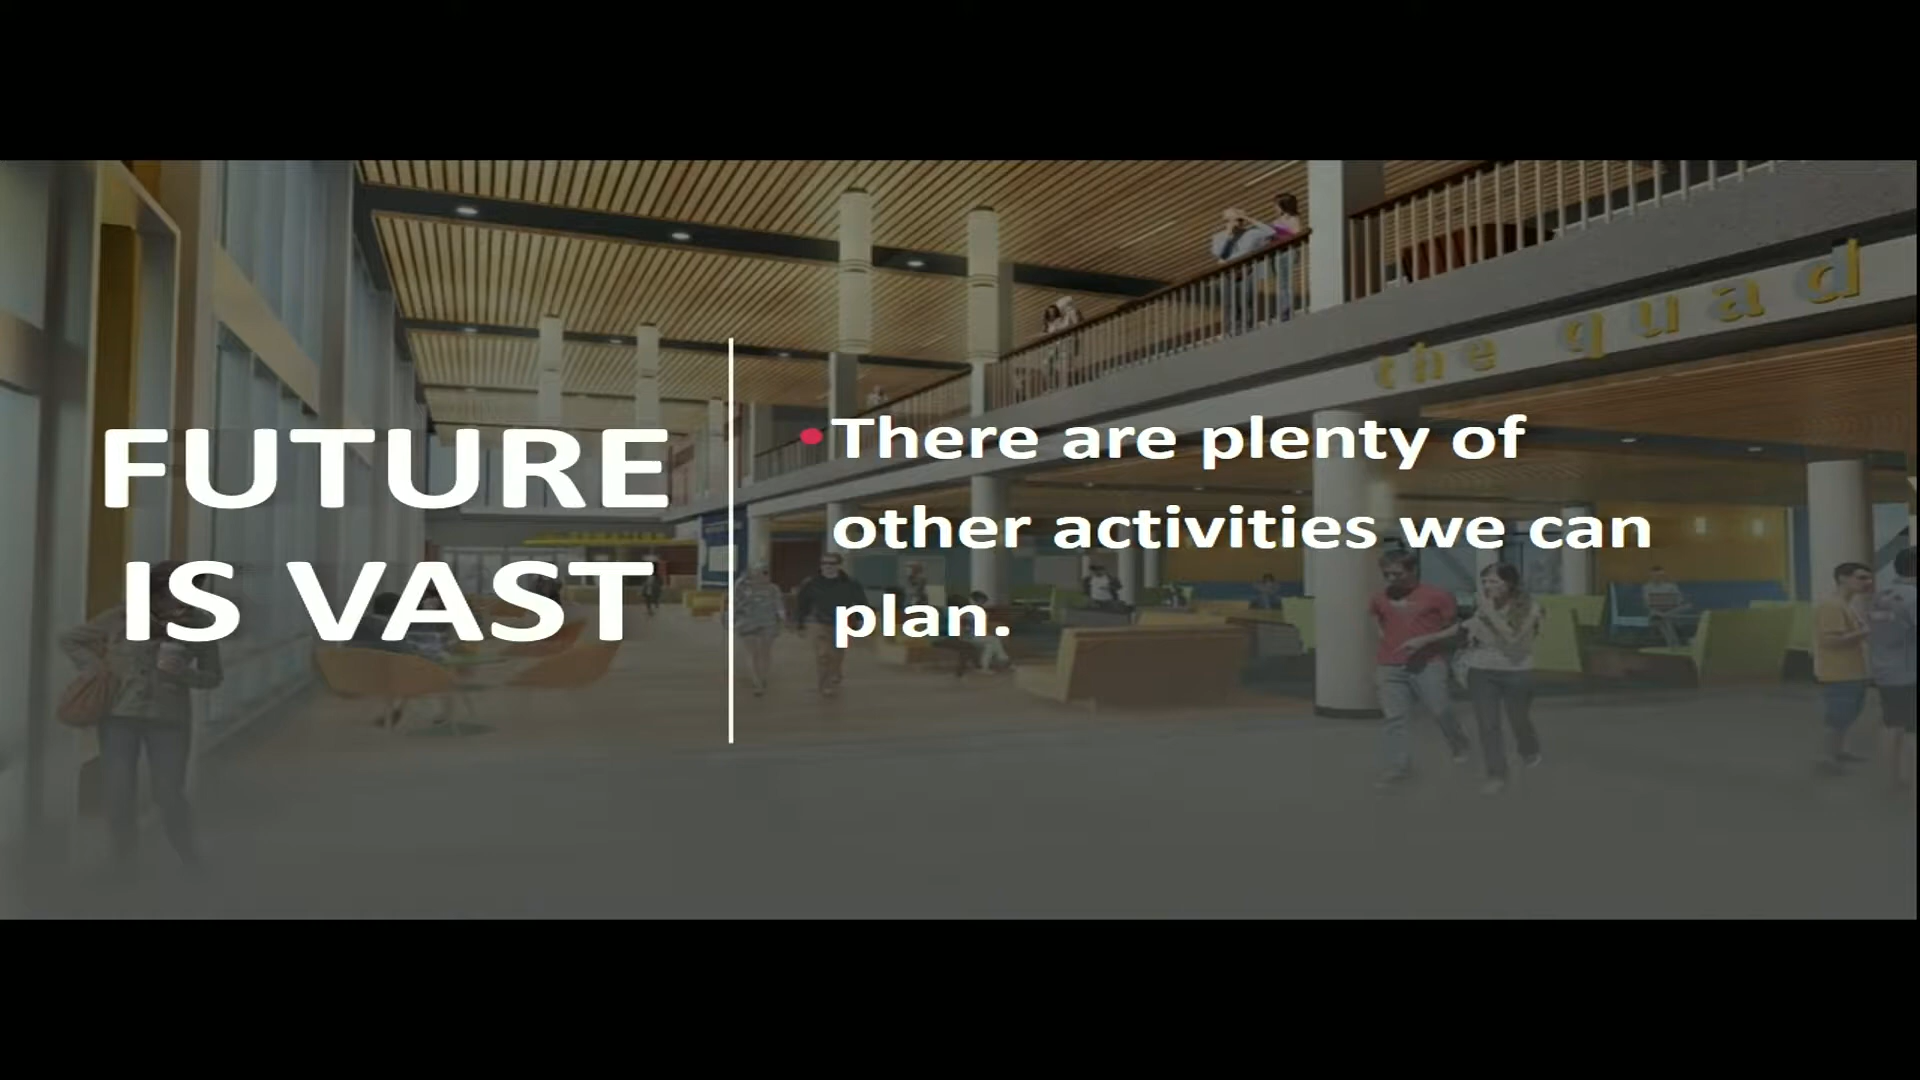 the quad
FUTURE
IS VAST
• There are plenty of
other activities we can
plan.